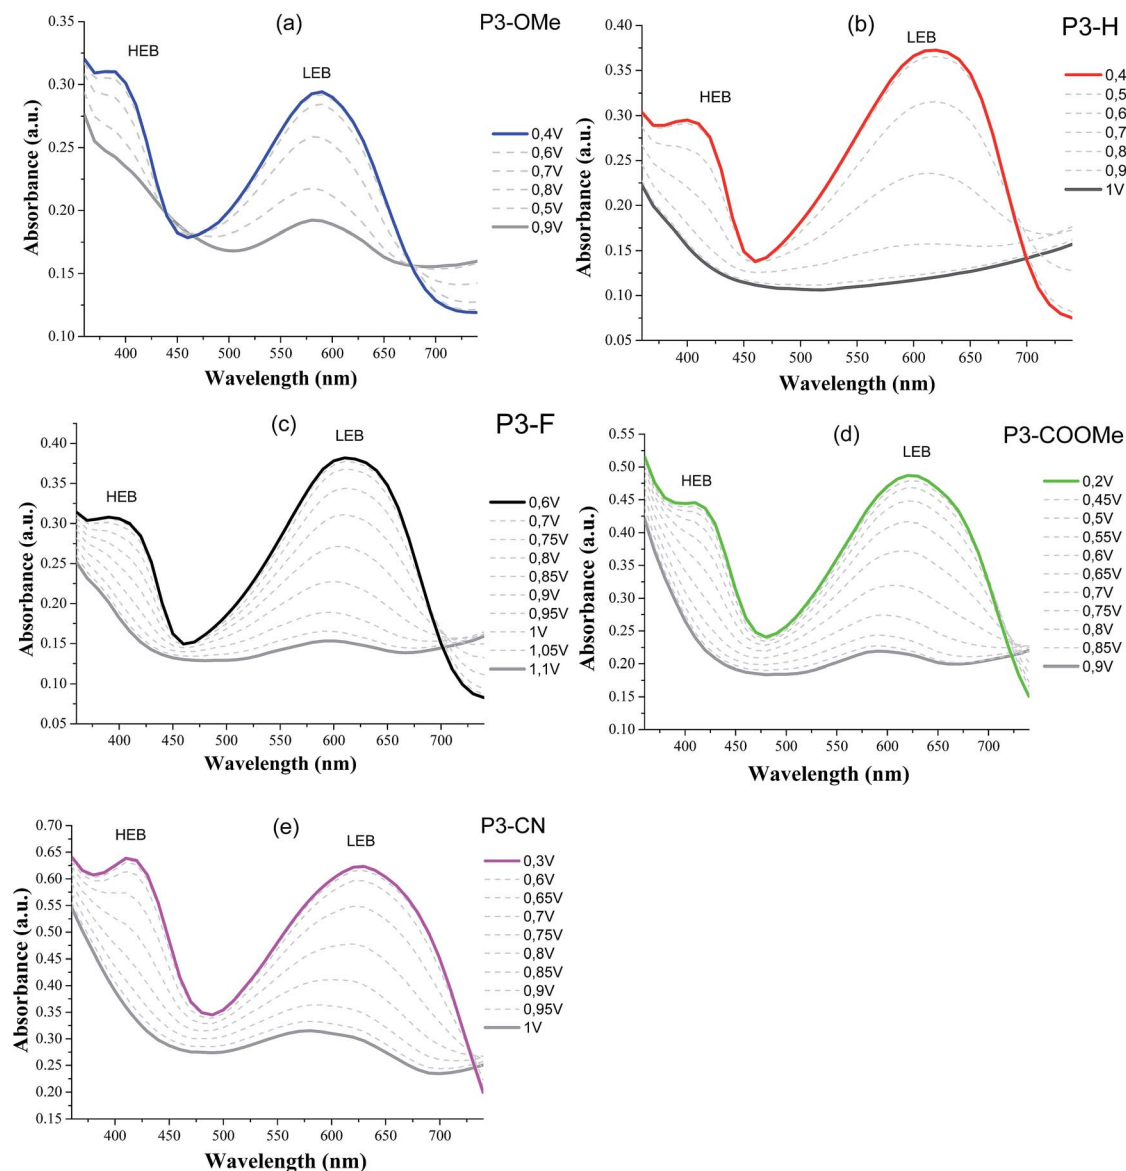 (a) P3-OMe
HEB
LEB
0.35
0.30
0.25
0.20
0.15
0.10
Absorbance (a.u.)
400 450 500 550 600 650 700
Wavelength (nm)
0,4V
0,6V
0,7V
0,8V
0,5V
0,9V
(b) P3-H
LEB
HEB
0.40
0.35
0.30
0.25
0.20
0.15
0.10
0.05
Absorbance (a.u.)
400 450 500 550 600 650 700
Wavelength (nm)
0,4
0,5
0,6
0,7
0,8
0,9
1V
(c) P3-F
LEB
HEB
0.40
0.35
0.30
0.25
0.20
0.15
0.10
0.05
Absorbance (a.u.)
400 450 500 550 600 650 700
Wavelength (nm)
0,6V
0,7V
0,75V
0,8V
0,85V
0,9V
0,95V
1V
1,05V
1,1V
(d) P3-COOMe
LEB
HEB
0.55
0.50
0.45
0.40
0.35
0.30
0.25
0.20
0.15
0.10
Absorbance (a.u.)
400 450 500 550 600 650 700
Wavelength (nm)
0,2V
0,45V
0,5V
0,55V
0,6V
0,65V
0,7V
0,75V
0,8V
0,85V
0,9V
(e) P3-CN
HEB
LEB
0.70
0.65
0.60
0.55
0.50
0.45
0.40
0.35
0.30
0.25
0.20
0.15
Absorbance (a.u.)
400 450 500 550 600 650 700
Wavelength (nm)
0,3V
0,6V
0,65V
0,7V
0,75V
0,8V
0,85V
0,9V
0,95V
1V